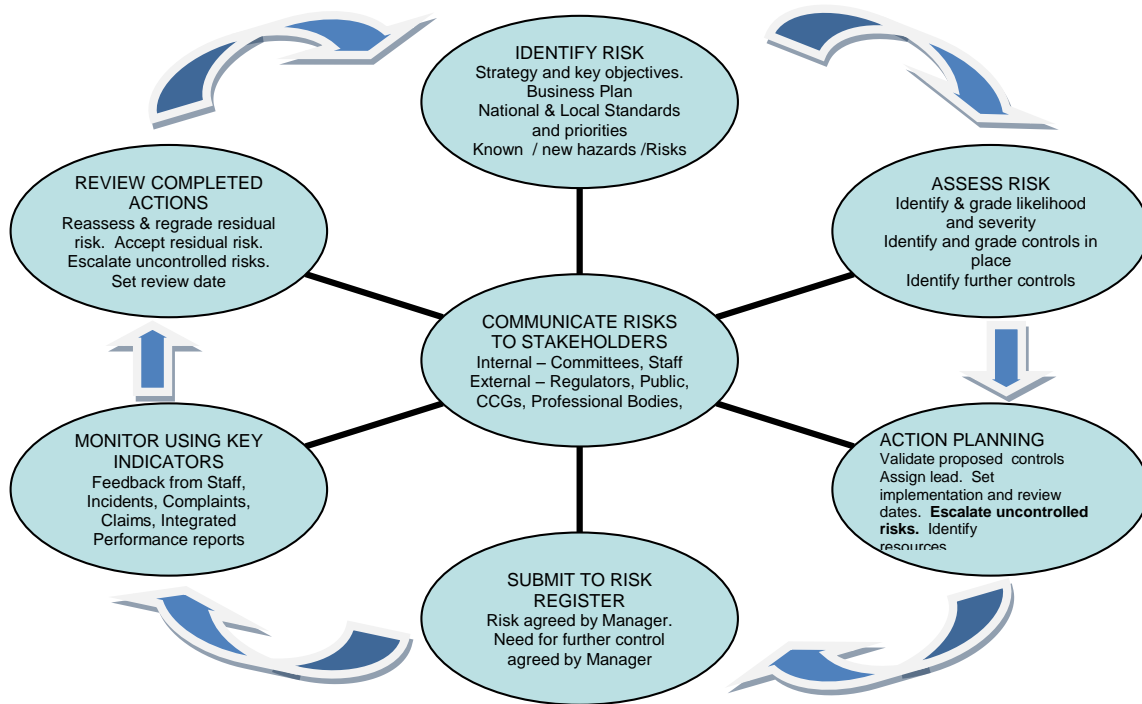 IDENTIFY RISK
Strategy and key objectives.
Business Plan
National & Local Standards
and priorities
Known / new hazards /Risks
ASSESS RISK
Identify & grade likelihood
and severity
Identify and grade controls in
place
Identify further controls
ACTION PLANNING
Validate proposed controls
Assign lead. Set
implementation and review
dates. Escalate uncontrolled
risks. Identify
resources
SUBMIT TO RISK
REGISTER
Risk agreed by Manager.
Need for further control
agreed by Manager
MONITOR USING KEY
INDICATORS
Feedback from Staff,
Incidents, Complaints,
Claims, Integrated
Performance reports
REVIEW COMPLETED
ACTIONS
Reassess & regrade residual
risk. Accept residual risk.
Escalate uncontrolled risks.
Set review date
COMMUNICATE RISKS
TO STAKEHOLDERS
Internal – Committees, Staff
External – Regulators, Public,
CCGs, Professional Bodies,